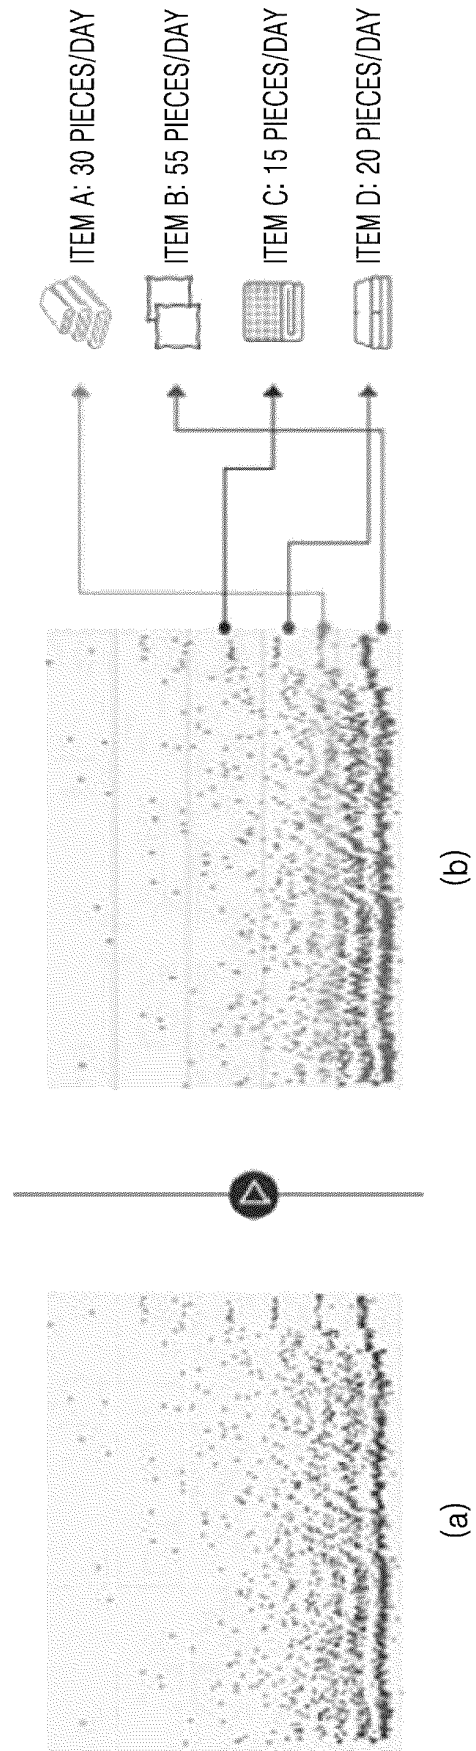 ITEM A: 30 PIECES/DAY
ITEM B: 55 PIECES/DAY
ITEM C: 15 PIECES/DAY
ITEM D: 20 PIECES/DAY
(a)
(b)